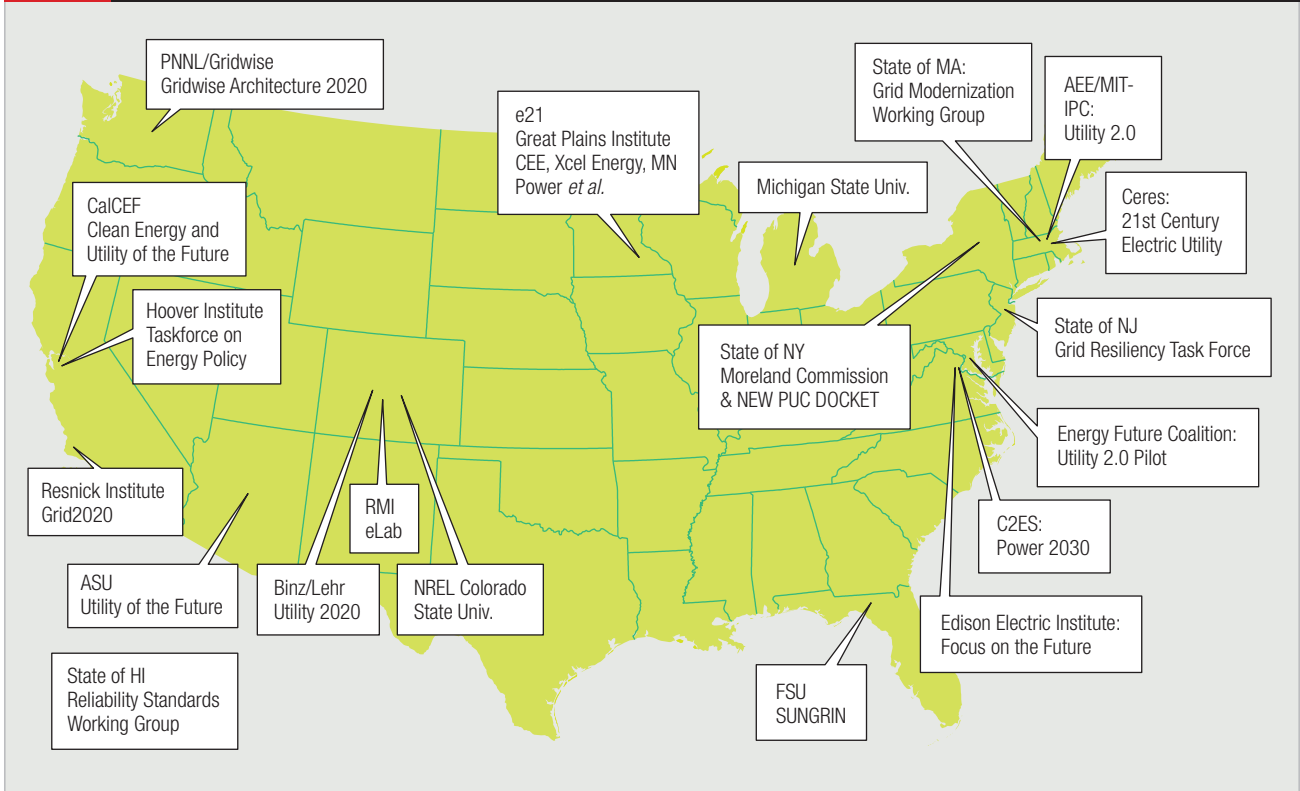 PNNL/Gridwise
Gridwise Architecture 2020
e21
Great Plains Institute
CEE, Xcel Energy, MN
Power et al.
State of MA:
Grid Modernization
Working Group
AEE/MIT-
IPC:
Utility 2.0
Michigan State Univ.
Ceres:
21st Century
Electric Utility
CalCEF
Clean Energy and
Utility of the Future
Hoover Institute
Taskforce on
Energy Policy
State of NY
Moreland Commission
& NEW PUC DOCKET
State of NJ
Grid Resiliency Task Force
Energy Future Coalition:
Utility 2.0 Pilot
Resnick Institute
Grid2020
RMI
eLab
C2ES:
Power 2030
ASU
Utility of the Future
Binz/Lehr
Utility 2020
NREL Colorado
State Univ.
Edison Electric Institute:
Focus on the Future
State of HI
Reliability Standards
Working Group
FSU
SUNGRIN